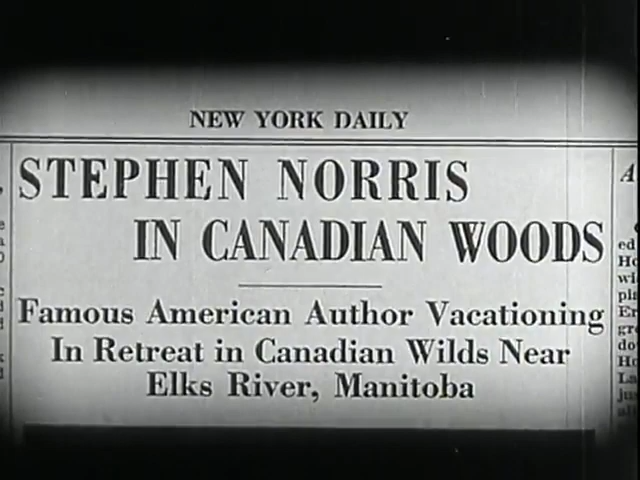 NEW YORK DAILY
STEPHEN NORRIS
IN CANADIAN WOODS
Famous American Author Vacationing
In Retreat in Canadian Wilds Near
Elks River, Manitoba